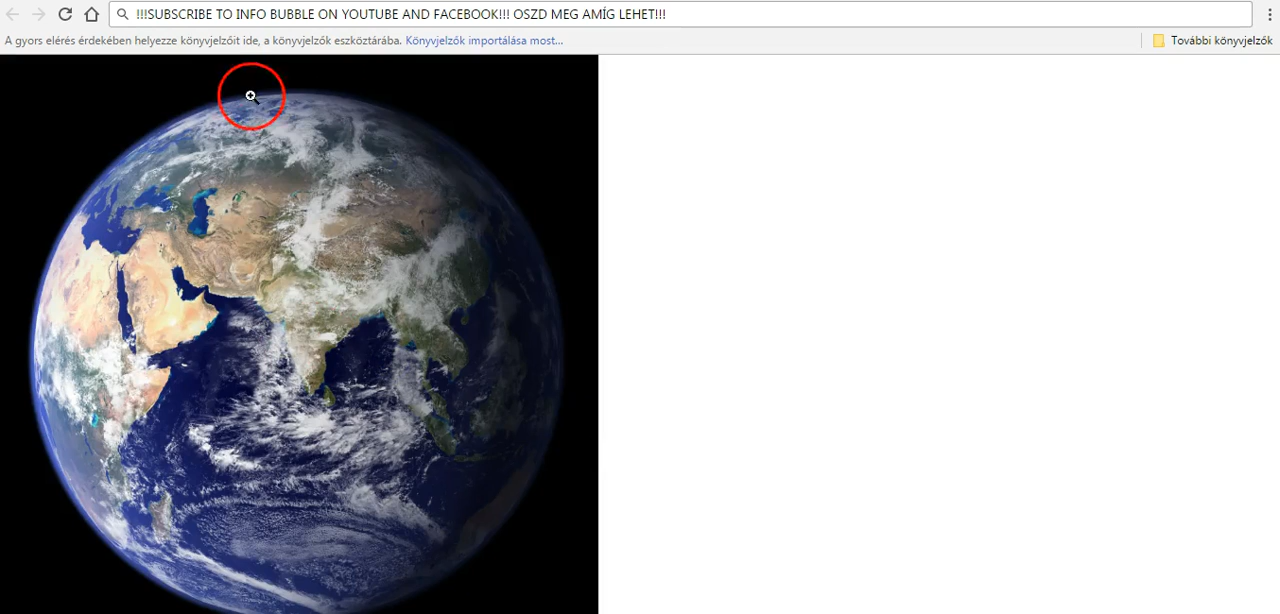 !!!SUBSCRIBE TO INFO BUBBLE ON YOUTUBE AND FACEBOOK!!! OSZD MEG AMÍG LEHET!!!
A gyors elérés érdekében helyezze könyvjelzőit ide, a könyvjelzők eszköztárába. Könyvjelzők importálása most... További könyvjelzők